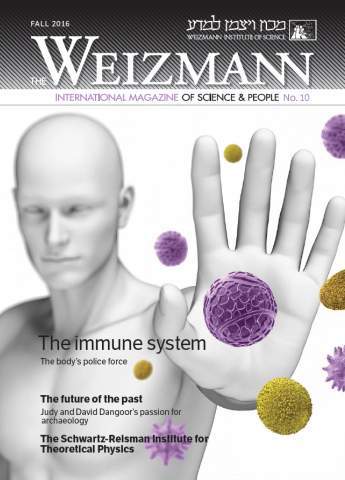 FALL 2016
מכון ויצמן למדע
WEIZMANN INSTITUTE OF SCIENCE
THE WEIZMANN
INTERNATIONAL MAGAZINE OF SCIENCE & PEOPLE No. 10
The immune system
The body's police force
The future of the past
Judy and David Dangoor's passion for
archaeology
The Schwartz-Reisman Institute for
Theoretical Physics